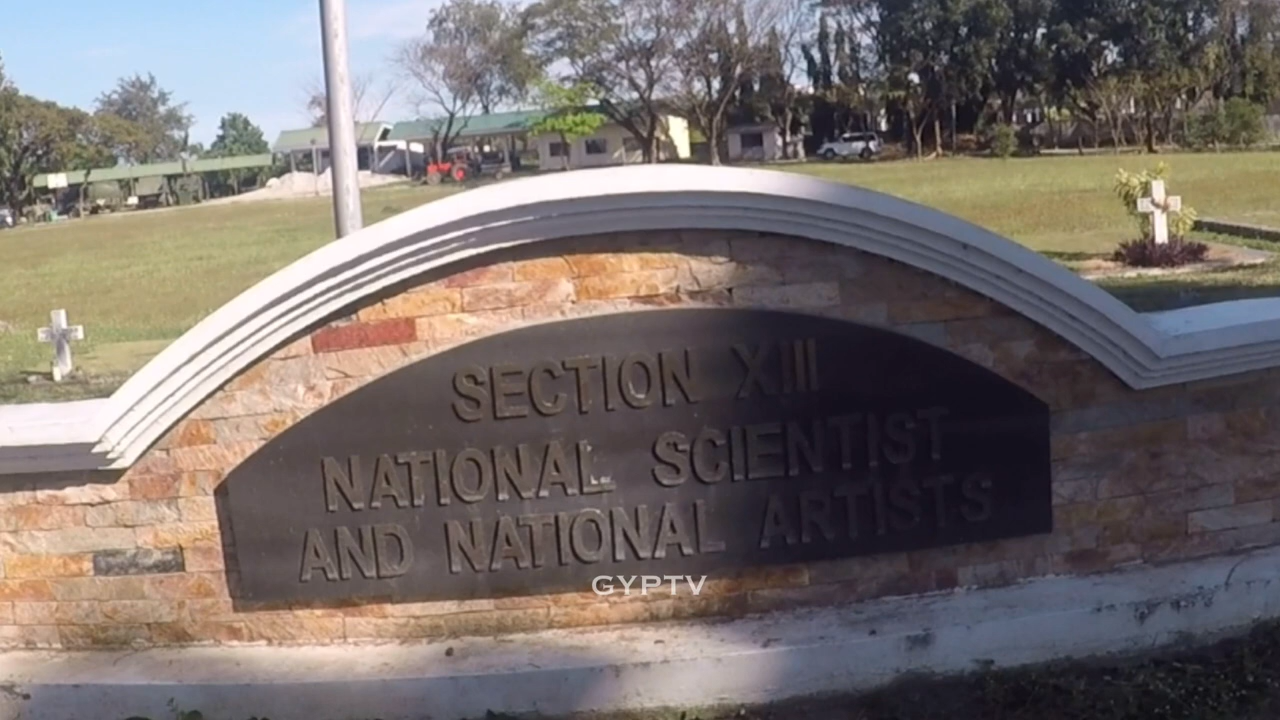 SECTION XIII
NATIONAL SCIENTIST
AND NATIONAL ARTISTS
GYPTV